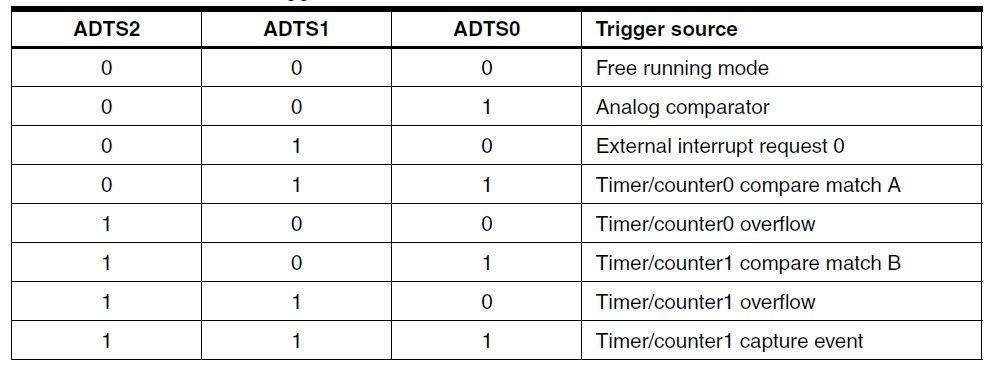 ADTS2 ADTS1 ADTS0 Trigger source
0 0 0 Free running mode
0 0 1 Analog comparator
0 1 0 External interrupt request 0
0 1 1 Timer/counter0 compare match A
1 0 0 Timer/counter0 overflow
1 0 1 Timer/counter1 compare match B
1 1 0 Timer/counter1 overflow
1 1 1 Timer/counter1 capture event